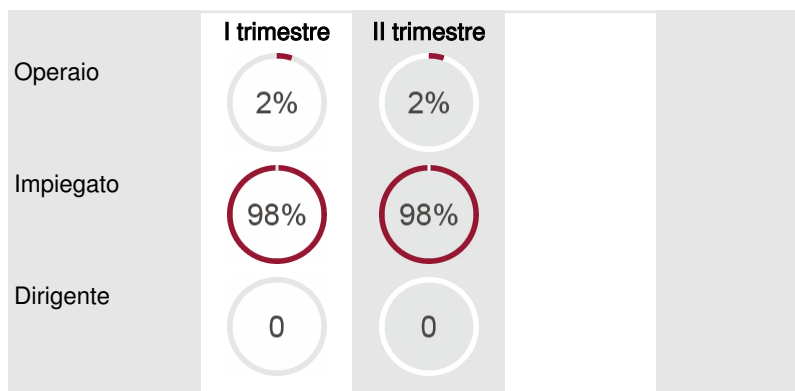 I trimestre II trimestre
Operaio
2% 2%
Impiegato
98% 98%
Dirigente
0 0